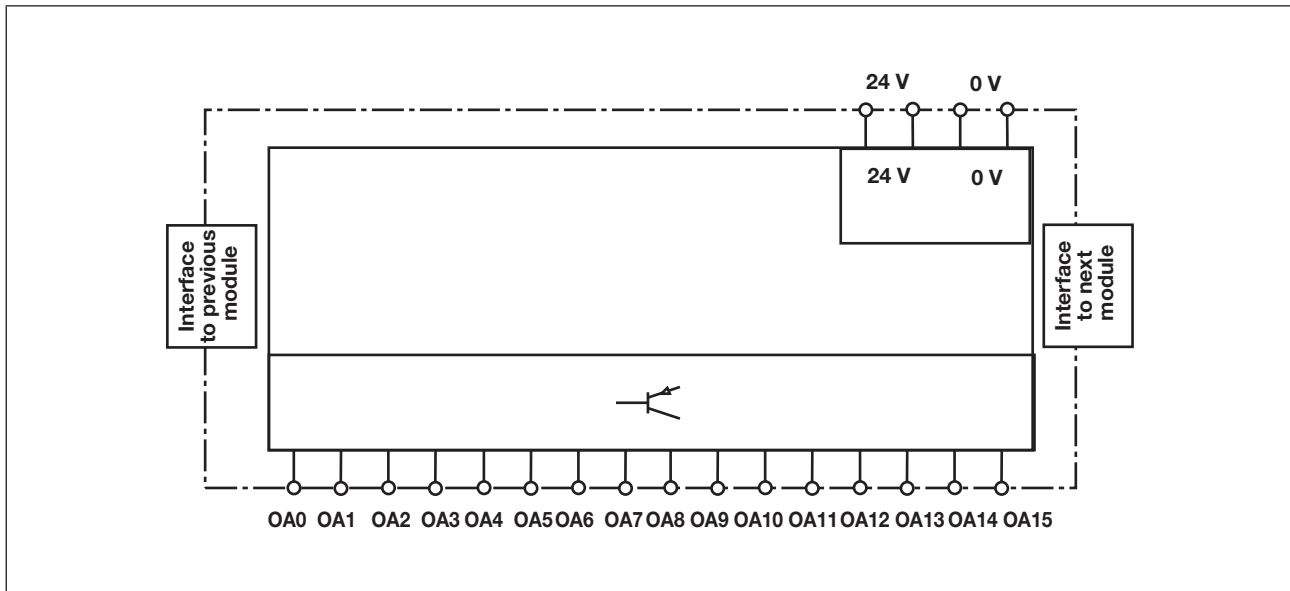 24 V 0 V
24 V 0 V
Interface
to previous
module
Interface
to next
module
OA0 OA1 OA2 OA3 OA4 OA5 OA6 OA7 OA8 OA9 OA10 OA11 OA12 OA13 OA14 OA15